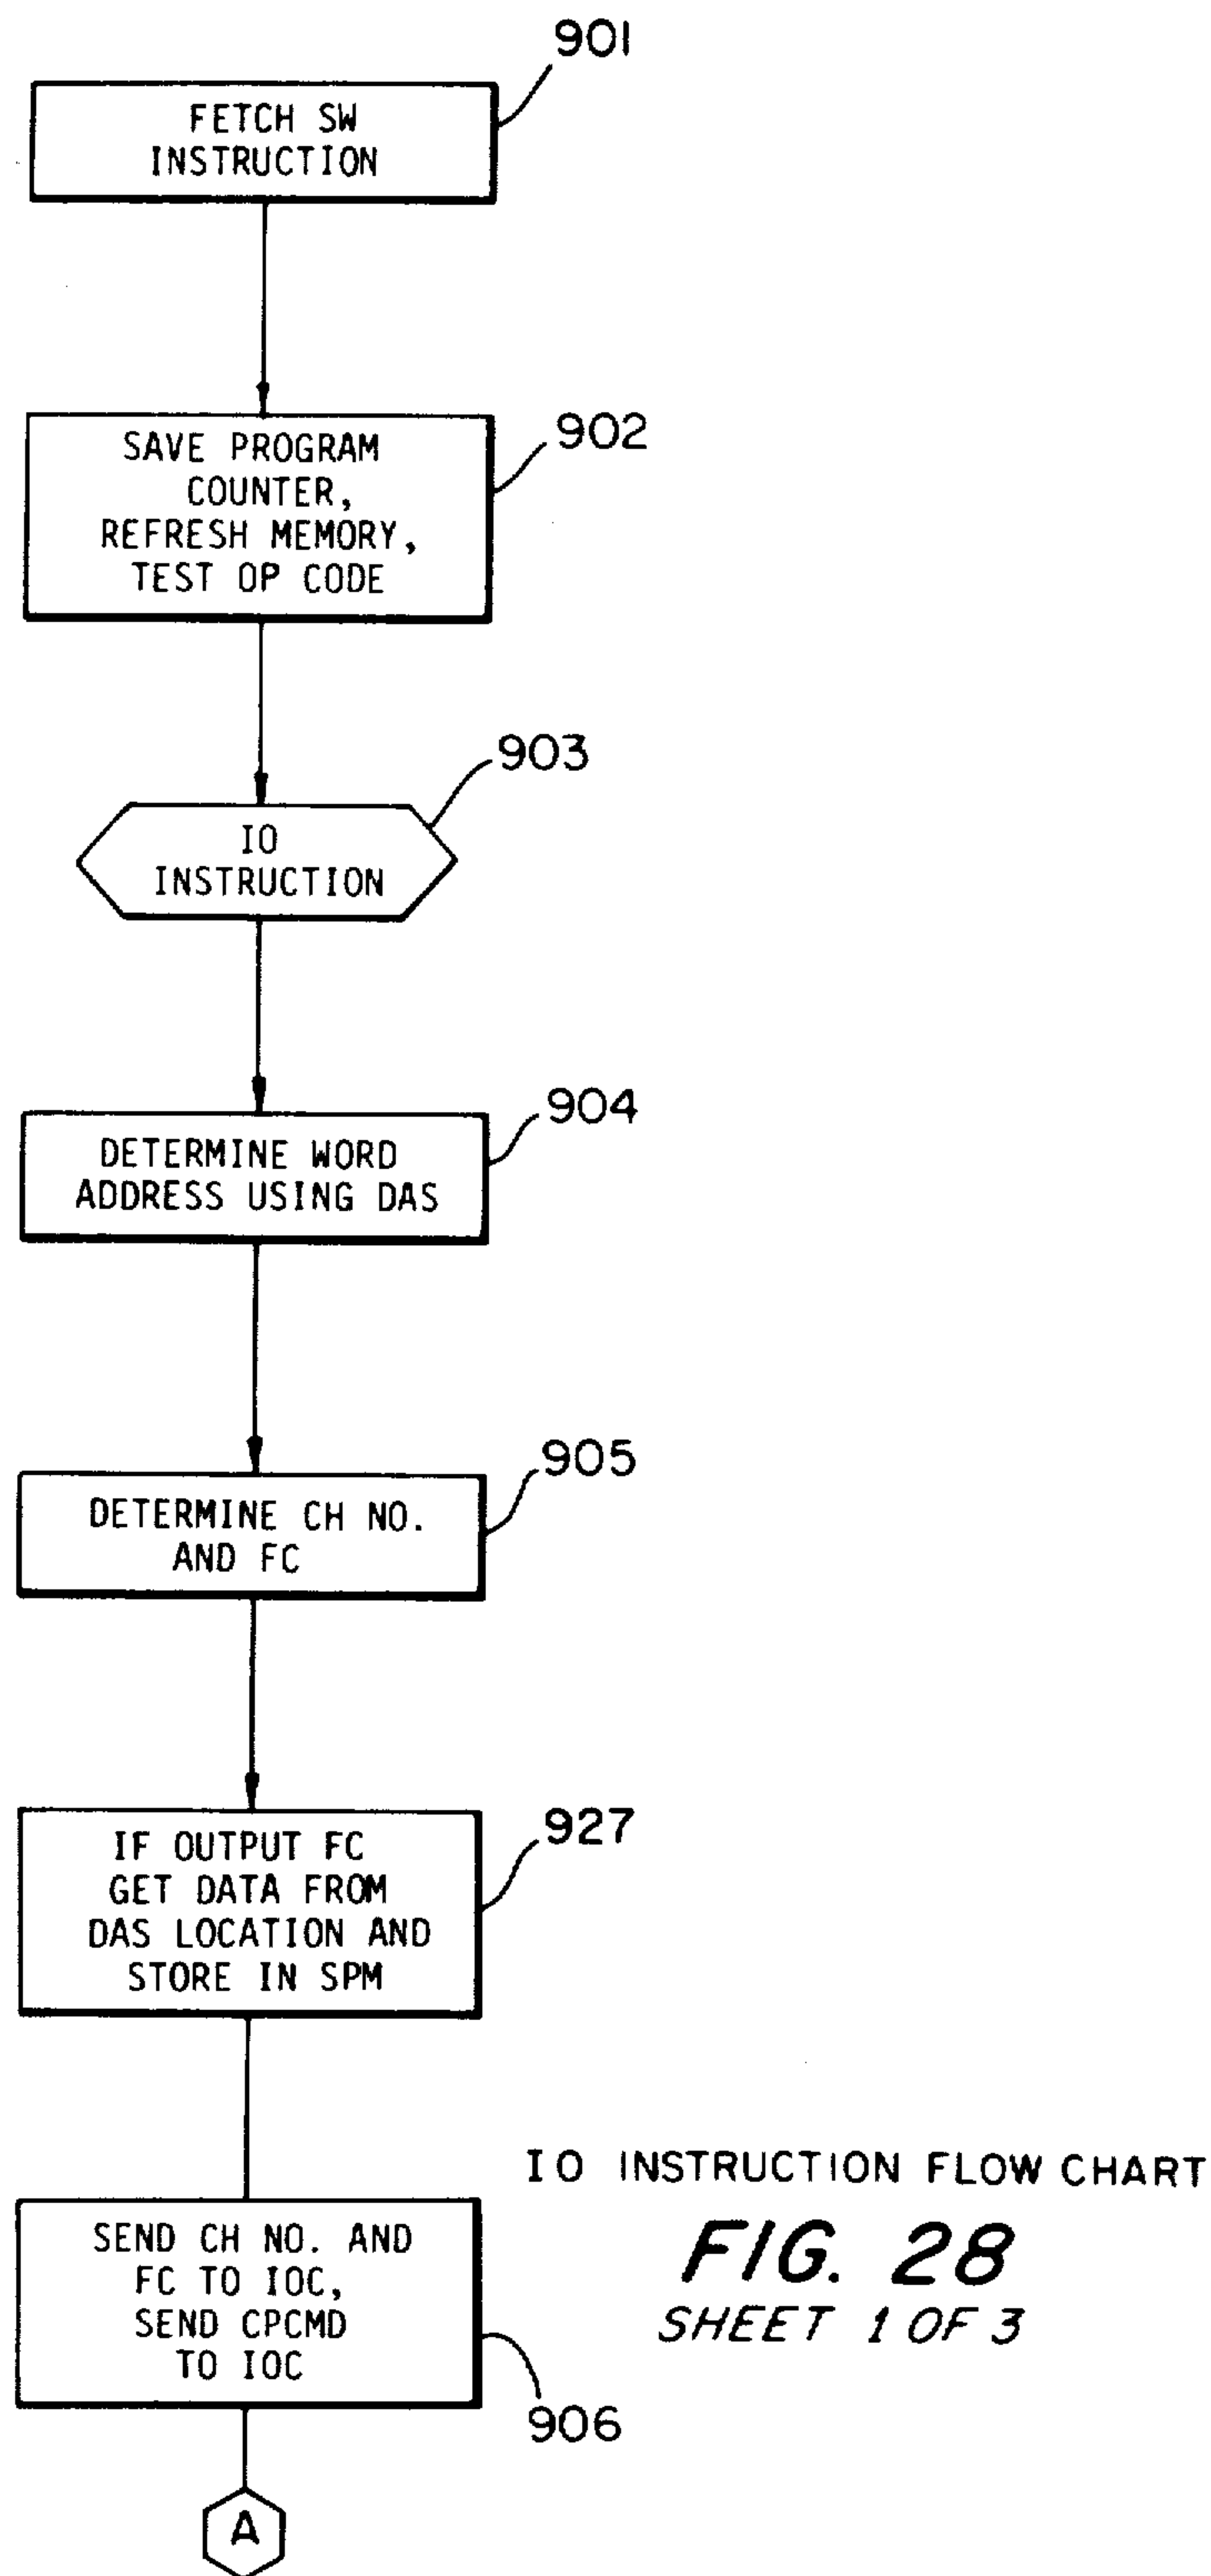 901
FETCH SW
INSTRUCTION
902
SAVE PROGRAM
COUNTER,
REFRESH MEMORY,
TEST OP CODE
903
IO
INSTRUCTION
904
DETERMINE WORD
ADDRESS USING DAS
905
DETERMINE CH NO.
AND FC
927
IF OUTPUT FC
GET DATA FROM
DAS LOCATION AND
STORE IN SPM
IO INSTRUCTION FLOW CHART
FIG. 28
SHEET 1 OF 3
SEND CH NO. AND
FC TO IOC,
SEND CPCMD
TO IOC
906
A